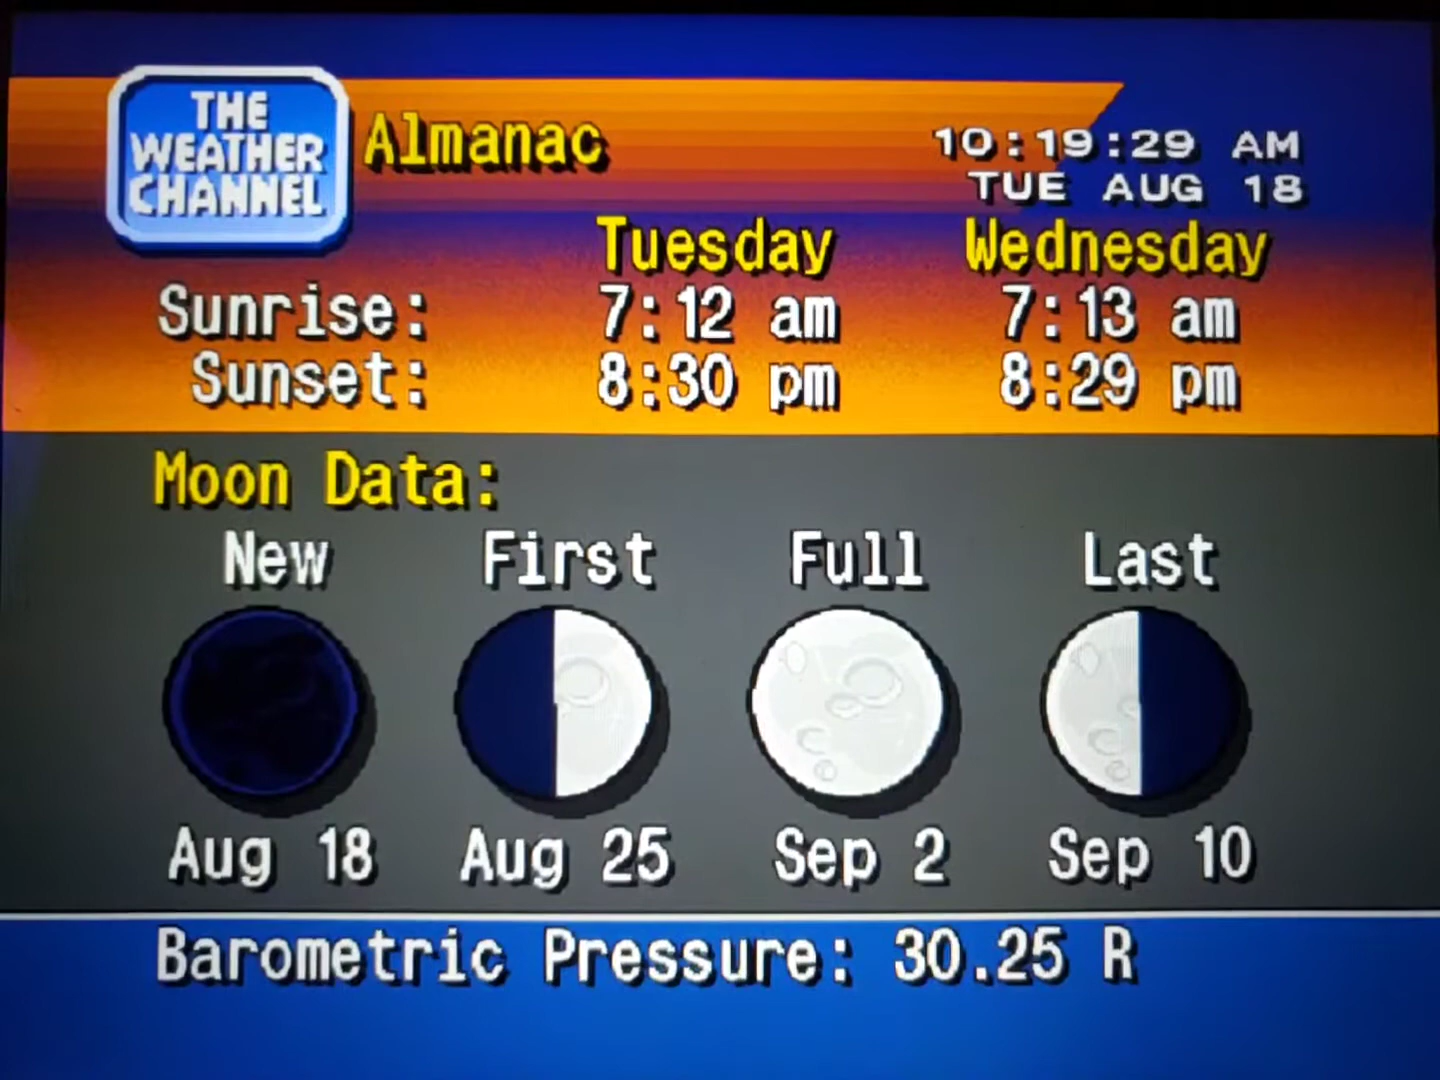 THE
WEATHER
CHANNEL
Almanac
10:19:29 AM
TUE AUG 18
Tuesday Wednesday
Sunrise: 7:12 am 7:13 am
Sunset: 8:30 pm 8:29 pm
Moon Data:
New First Full Last
Aug 18 Aug 25 Sep 2 Sep 10
Barometric Pressure: 30.25 R